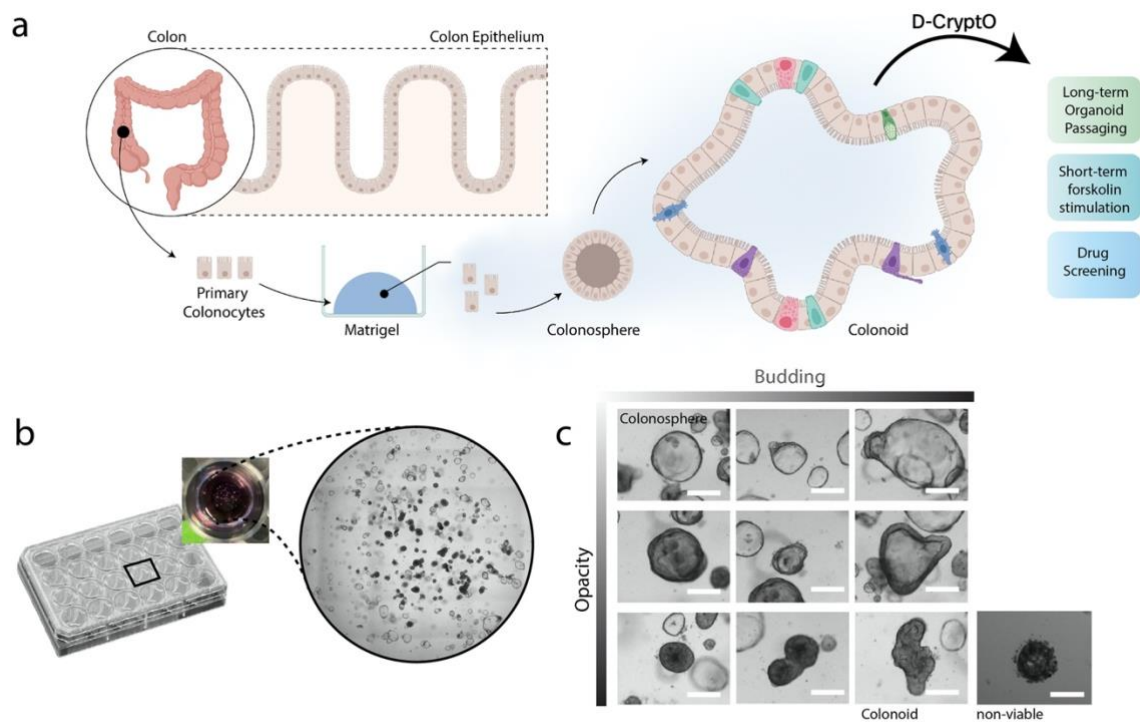 a
Colon
Colon Epithelium
D-CryptO
Long-term
Organoid
Passaging
Short-term
forskolin
stimulation
Drug
Screening
Primary
Colonocytes
Matrigel
Colonosphere
Colonoid
b
c
Budding
Opacity
Colonosphere
Colonoid
non-viable